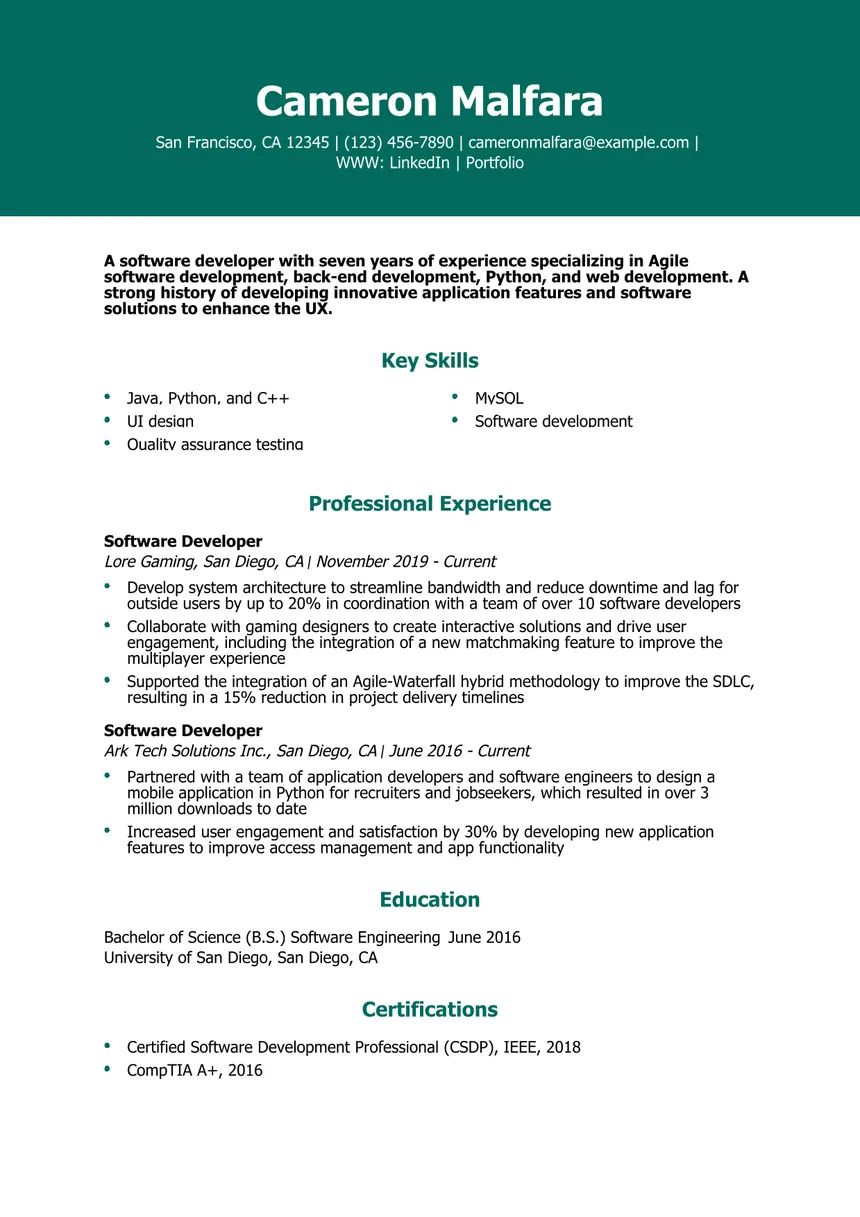 Cameron Malfara
San Francisco, CA 12345 | (123) 456-7890 | cameronmalfara@example.com |
WWW: LinkedIn | Portfolio
A software developer with seven years of experience specializing in Agile
software development, back-end development, Python, and web development. A
strong history of developing innovative application features and software
solutions to enhance the UX.
Key Skills
• Java, Python, and C++
• UI design
• Quality assurance testing
• MySQL
• Software development
Professional Experience
Software Developer
Lore Gaming, San Diego, CA | November 2019 - Current
• Develop system architecture to streamline bandwidth and reduce downtime and lag for
outside users by up to 20% in coordination with a team of over 10 software developers
• Collaborate with gaming designers to create interactive solutions and drive user
engagement, including the integration of a new matchmaking feature to improve the
multiplayer experience
• Supported the integration of an Agile-Waterfall hybrid methodology to improve the SDLC,
resulting in a 15% reduction in project delivery timelines
Software Developer
Ark Tech Solutions Inc., San Diego, CA | June 2016 - Current
• Partnered with a team of application developers and software engineers to design a
mobile application in Python for recruiters and jobseekers, which resulted in over 3
million downloads to date
• Increased user engagement and satisfaction by 30% by developing new application
features to improve access management and app functionality
Education
Bachelor of Science (B.S.) Software Engineering June 2016
University of San Diego, San Diego, CA
Certifications
• Certified Software Development Professional (CSDP), IEEE, 2018
• CompTIA A+, 2016